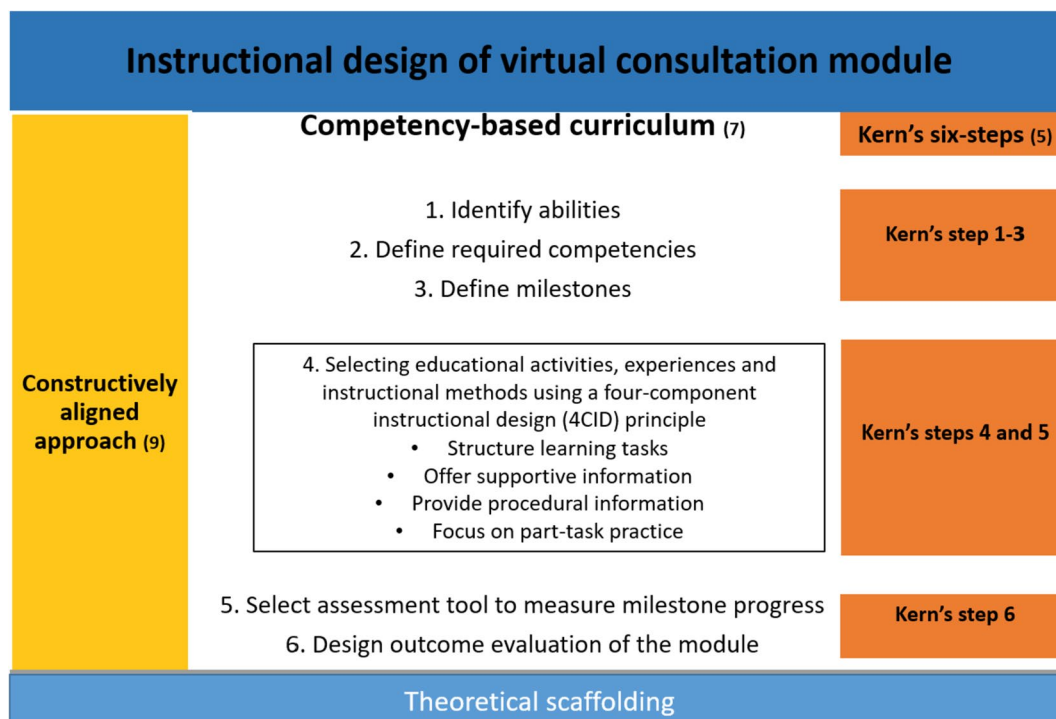 Instructional design of virtual consultation module
Competency-based curriculum (7)
Kern’s six-steps (5)
1. Identify abilities
2. Define required competencies
3. Define milestones
Kern’s step 1-3
Constructively
aligned
approach (9)
4. Selecting educational activities, experiences and
instructional methods using a four-component
instructional design (4CID) principle
• Structure learning tasks
• Offer supportive information
• Provide procedural information
• Focus on part-task practice
Kern’s steps 4 and 5
5. Select assessment tool to measure milestone progress
6. Design outcome evaluation of the module
Kern’s step 6
Theoretical scaffolding